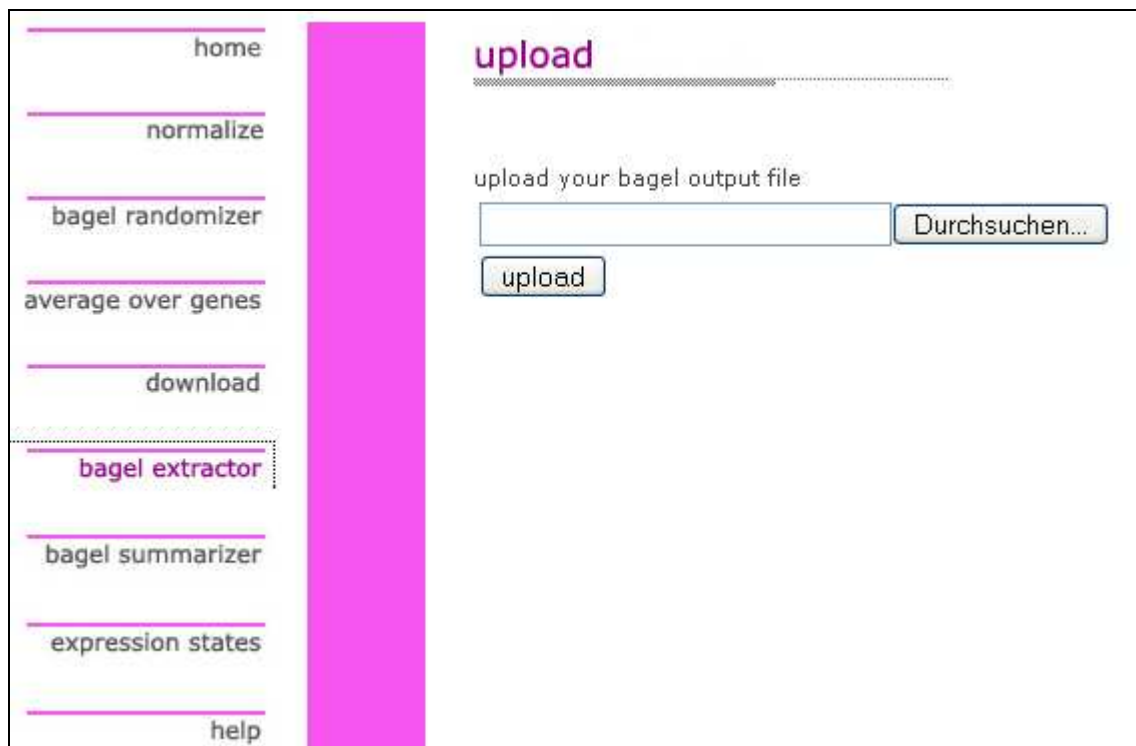 home
normalize
bagel randomizer
average over genes
download
bagel extractor
bagel summarizer
expression states
help
upload
upload your bagel output file
Durchsuchen...
upload